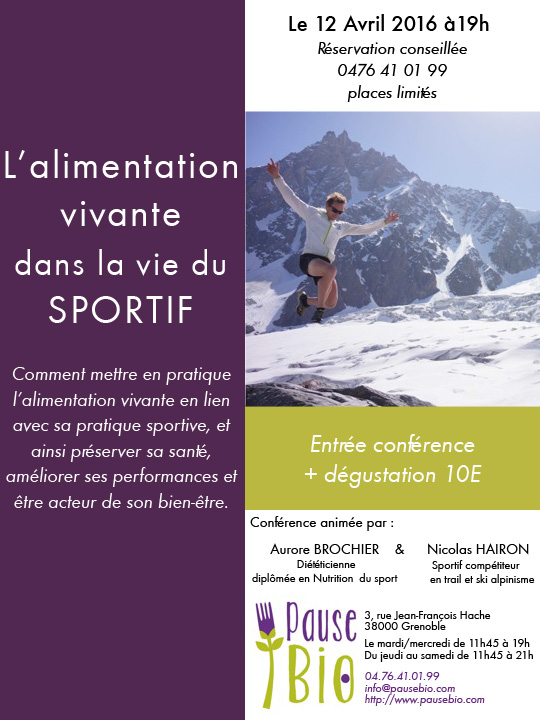 Le 12 Avril 2016 à19h
Réservation conseillée
0476 41 01 99
places limités
L'alimentation
vivante
dans la vie du
SPORTIF
Comment mettre en pratique
l'alimentation vivante en lien
avec sa pratique sportive, et
ainsi préserver sa santé,
améliorer ses performances et
être acteur de son bien-être.
Entrée conférence
+ dégustation 10E
Conférence animée par :
Aurore BROCHIER & Nicolas HAIRON
Diététicienne
diplômée en Nutrition du sport
Sportif compétiteur
en trail et ski alpinisme
Pause
Bio
3, rue Jean-François Hache
38000 Grenoble
Le mardi/mercredi de 11h45 à 19h
Du jeudi au samedi de 11h45 à 21h
04.76.41.01.99
info@pausebio.com
http://www.pausebio.com